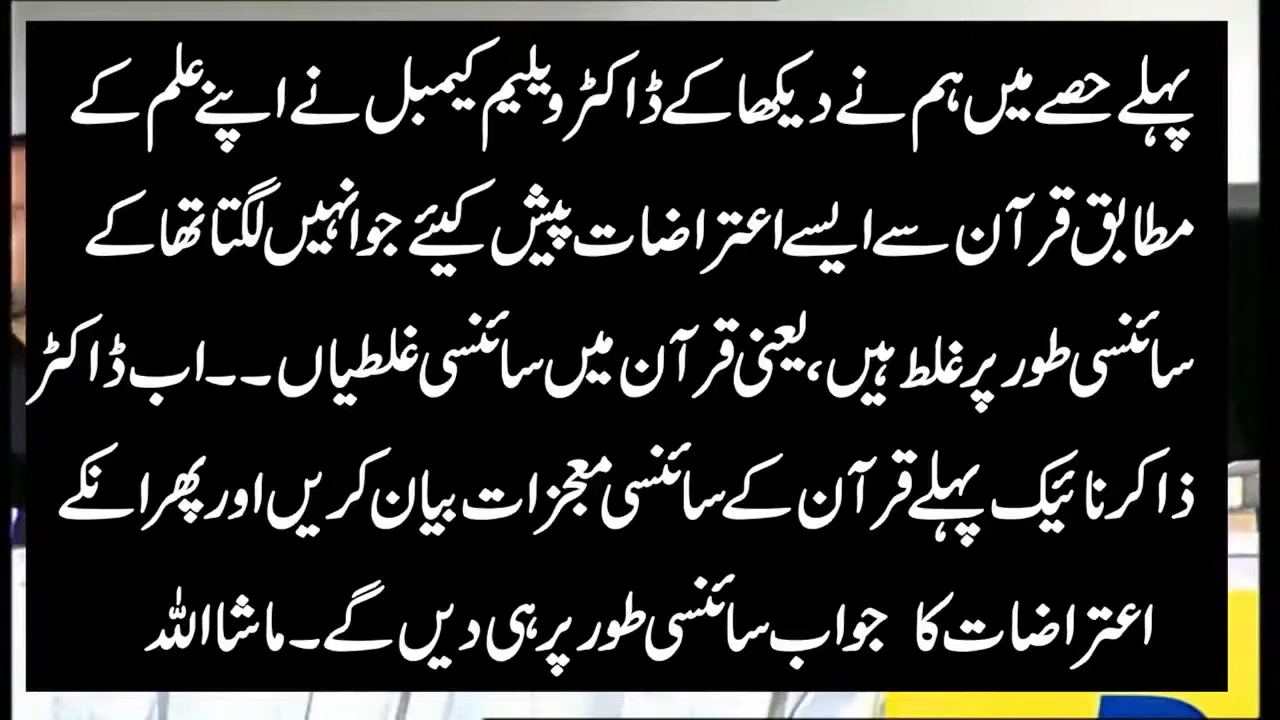 پہلے حصے میں ہم نے دیکھا کے ڈاکٹر ویلیم کیمبل نے اپنے علم کے
مطابق قرآن سے ایسے اعتراضات پیش کیئے جو انہیں لگتا تھا کے
سائنسی طور پر غلط ہیں، یعنی قرآن میں سائنسی غلطیاں ۔۔ اب ڈاکٹر
ذاکر نائیک پہلے قرآن کے سائنسی معجزات بیان کریں اور پھر انکے
اعتراضات کا جواب سائنسی طور پر ہی دیں گے۔ ماشااللہ